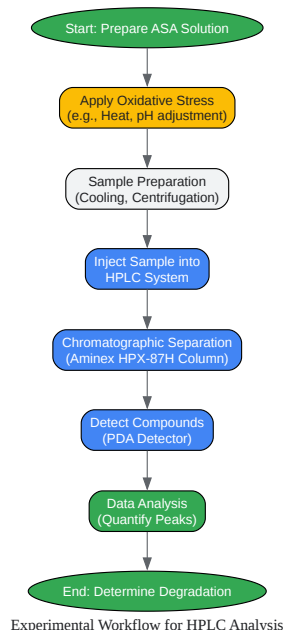 Start: Prepare ASA Solution
Apply Oxidative Stress
(e.g., Heat, pH adjustment)
Sample Preparation
(Cooling, Centrifugation)
Inject Sample into
HPLC System
Chromatographic Separation
(Aminex HPX-87H Column)
Detect Compounds
(PDA Detector)
Data Analysis
(Quantify Peaks)
End: Determine Degradation
Experimental Workflow for HPLC Analysis